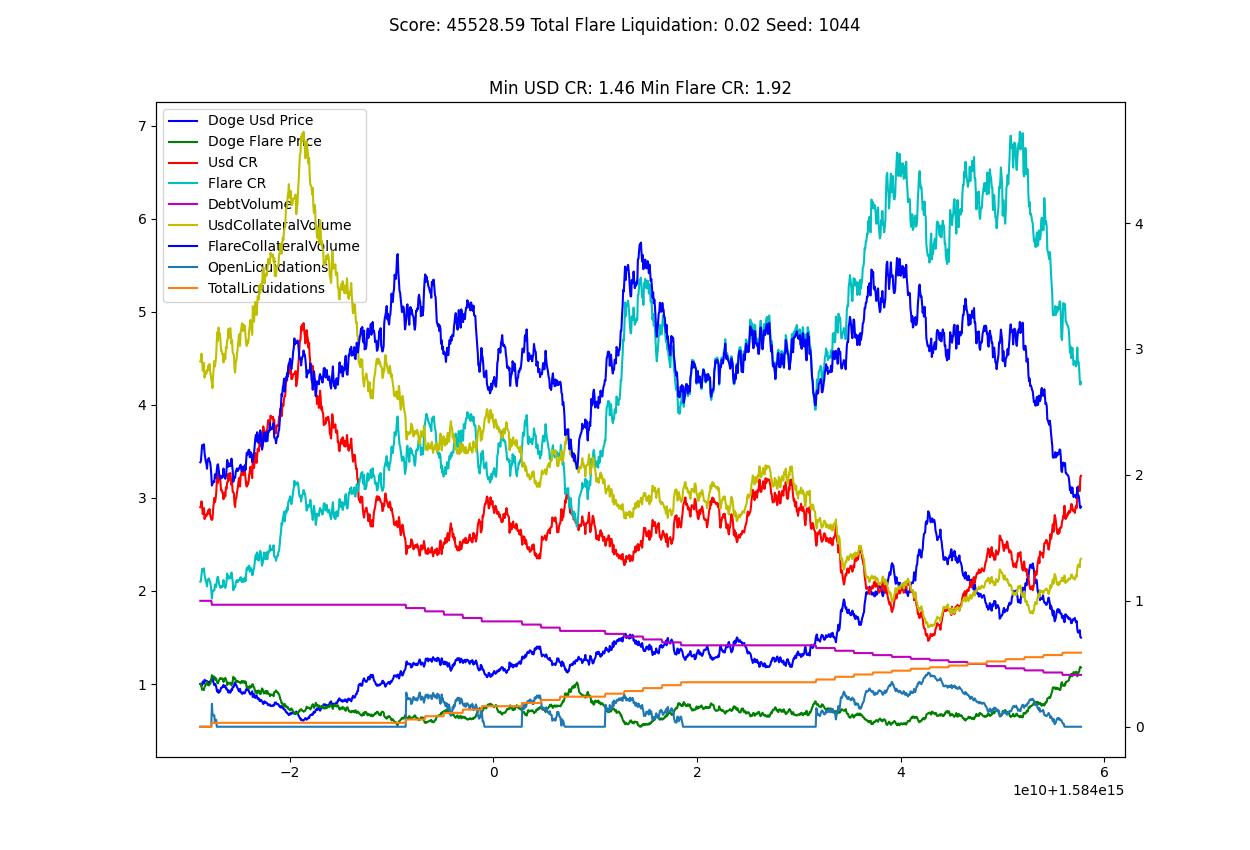 Score: 45528.59 Total Flare Liquidation: 0.02 Seed: 1044
Min USD CR: 1.46 Min Flare CR: 1.92
Doge Usd Price
Doge Flare Price
Usd CR
Flare CR
DebtVolume
UsdCollateralVolume
FlareCollateralVolume
OpenLiquidations
TotalLiquidations
7
6
5
4
3
2
1
4
3
2
1
0
−2
0
2
4
6
1e10+1.584e15